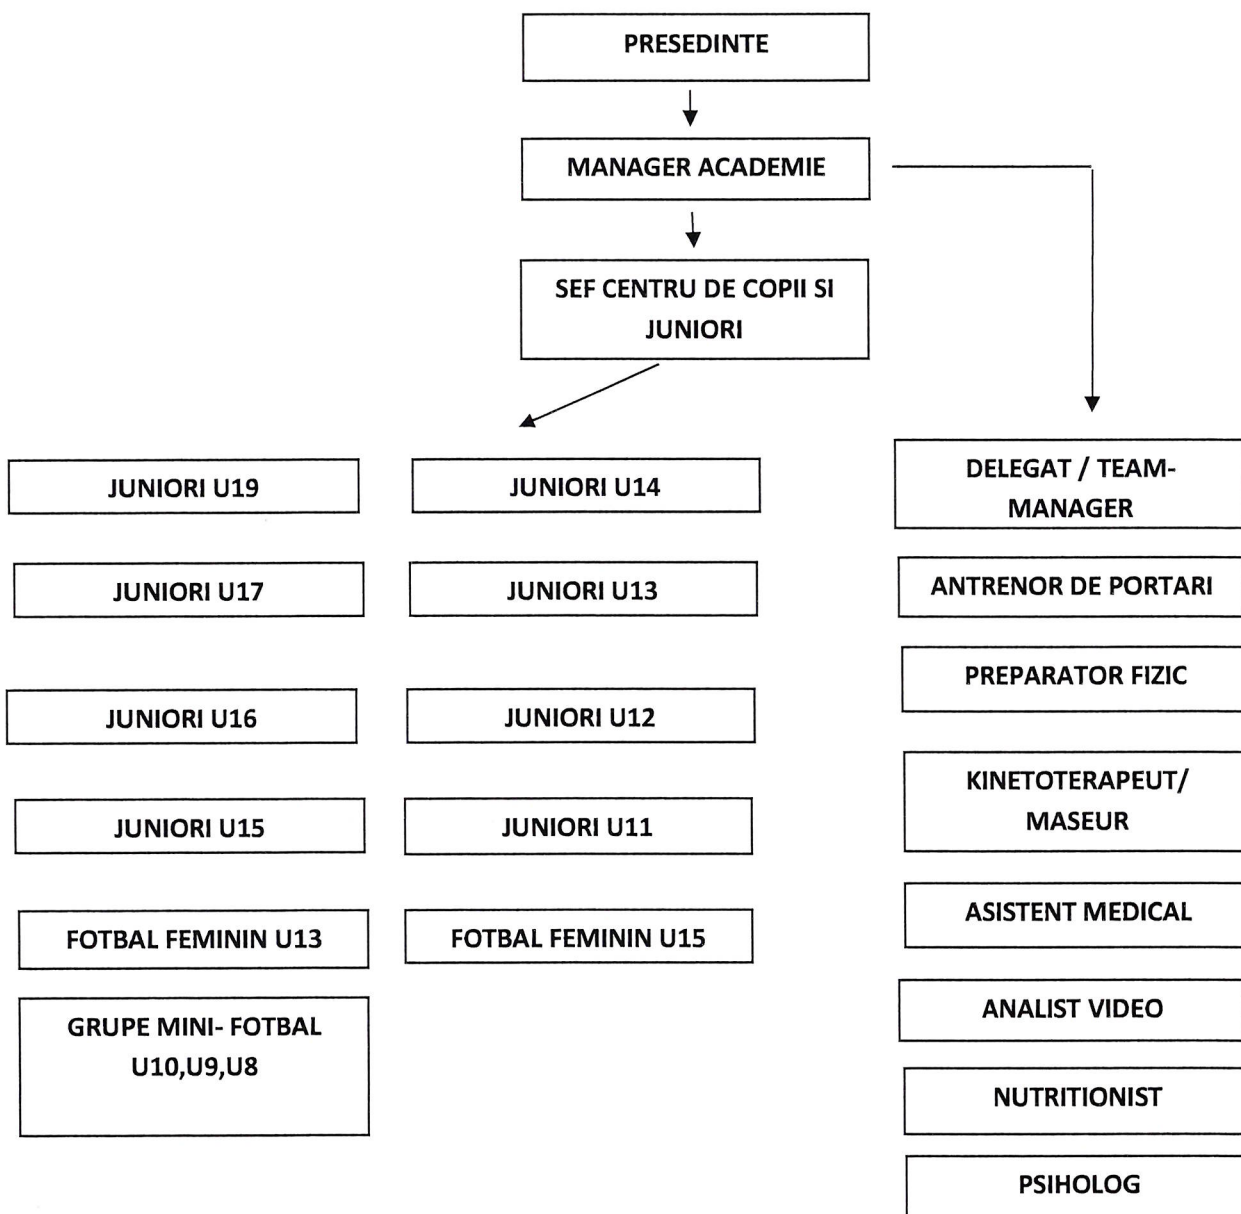 PRESEDINTE
MANAGER ACADEMIE
SEF CENTRU DE COPII SI
JUNIORI
JUNIORI U19
JUNIORI U14
JUNIORI U17
JUNIORI U13
JUNIORI U16
JUNIORI U12
JUNIORI U15
JUNIORI U11
FOTBAL FEMININ U13
FOTBAL FEMININ U15
GRUPE MINI- FOTBAL
U10,U9,U8
DELEGAT / TEAM-
MANAGER
ANTRENOR DE PORTARI
PREPARATOR FIZIC
KINETOTERAPEUT/
MASEUR
ASISTENT MEDICAL
ANALIST VIDEO
NUTRITIONIST
PSIHOLOG